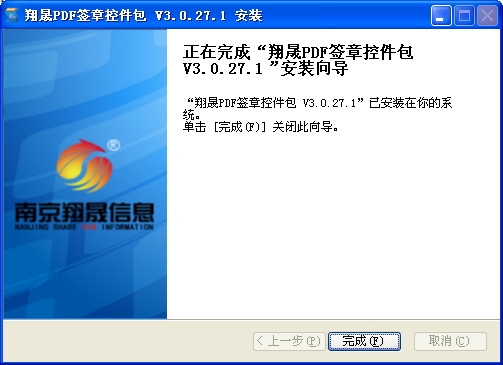 翔晟PDF签章控件包 V3.0.27.1 安装
正在完成“翔晟PDF签章控件包
V3.0.27.1 ”安装向导
“翔晟PDF签章控件包 V3.0.27.1”已安装在你的系
统。
单击 [完成(F)] 关闭此向导。
®
南京翔晟信息
NANJING SHARE SUN INFORMATION
< 上一步(P)
完成(F)
取消(C)